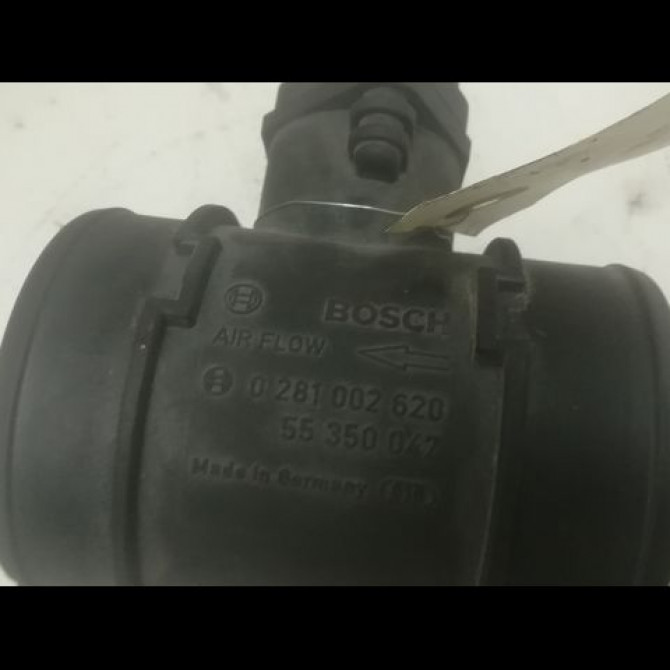 BOSCH
AIR FLOW
0 281 002 620
55 350 047
Made in Germany